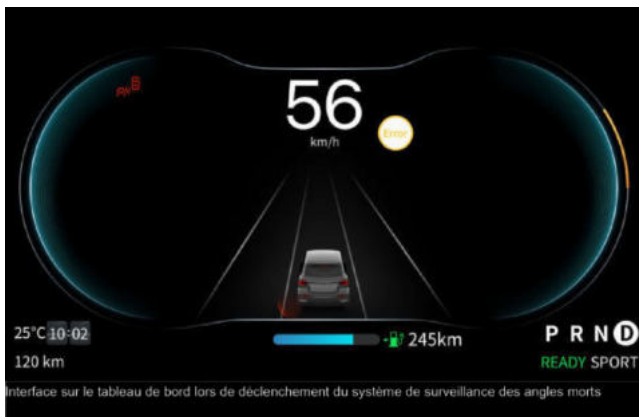 56
km/h
Error
25°C 10:02
245km
P R N D
120 km
READY SPORT
Interface sur le tableau de bord lors de déclenchement du système de surveillance des angles morts